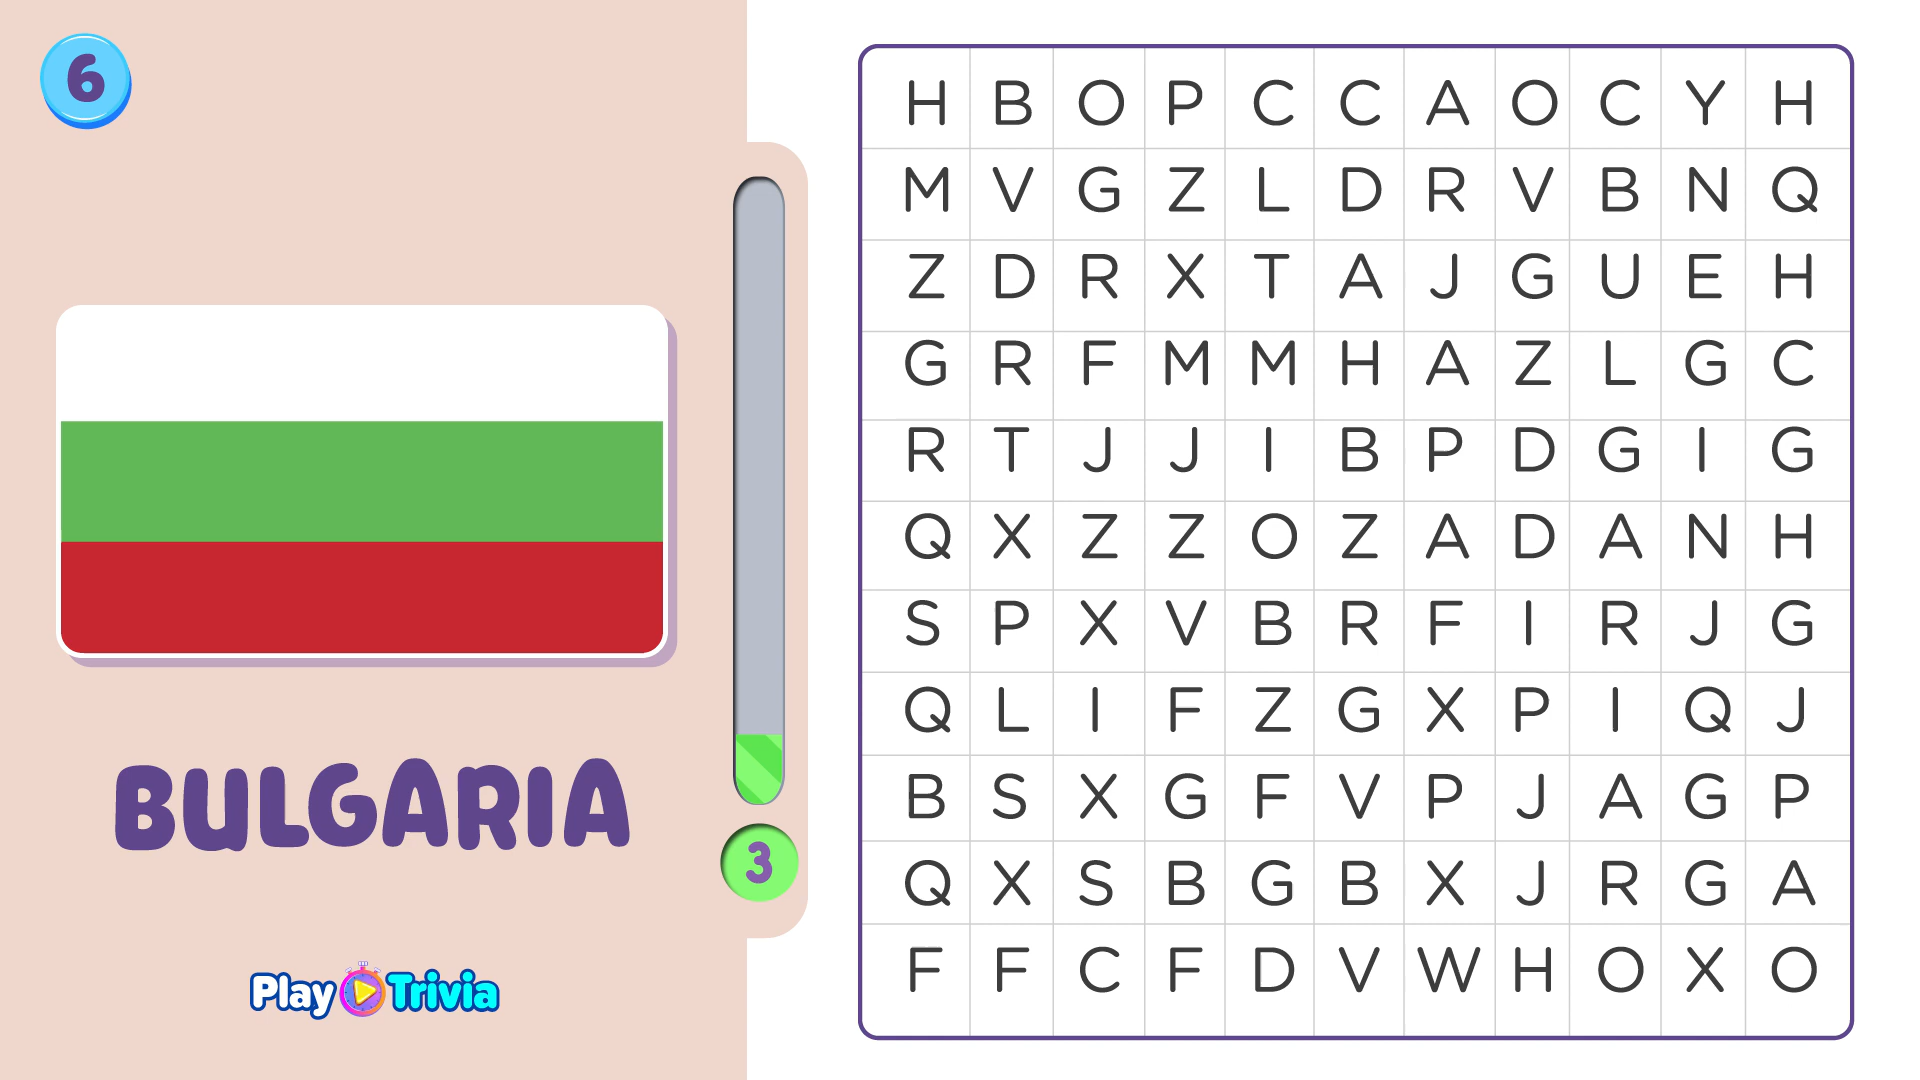 6
BULGARIA
3
Play Trivia
H B O P C C A O C Y H
M V G Z L D R V B N Q
Z D R X T A J G U E H
G R F M M H A Z L G C
R T J J I B P D G I G
Q X Z Z O Z A D A N H
S P X V B R F I R J G
Q L I F Z G X P I Q J
B S X G F V P J A G P
Q X S B G B X J R G A
F F C F D V W H O X O